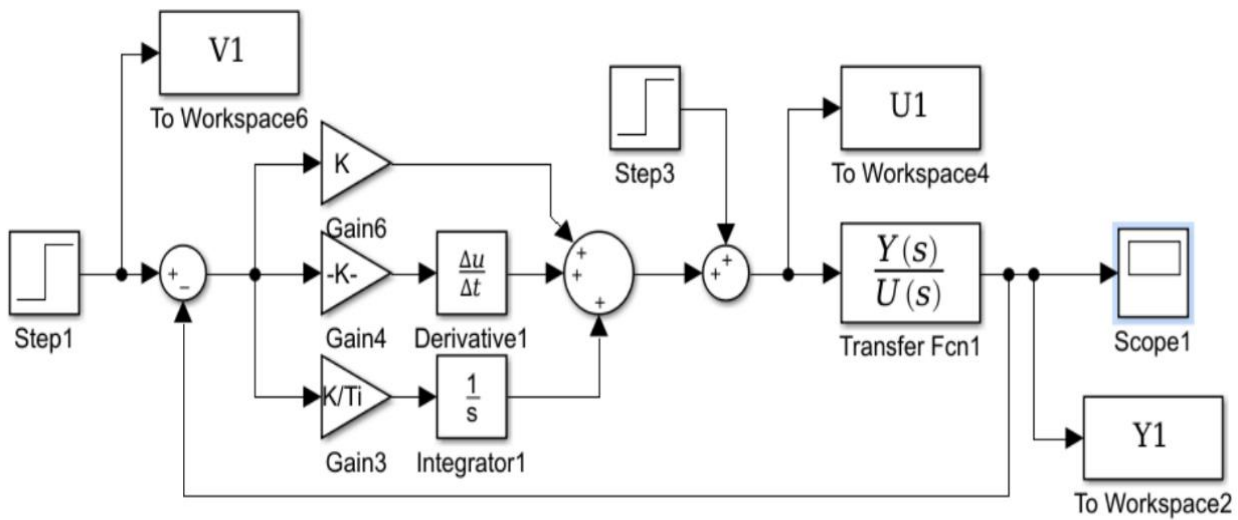 V1
To Workspace6
K
Gain6
Step3
U1
To Workspace4
+
−
Step1
-K-
Gain4
Δu
Δt
Derivative1
+
+
+
+
+
Y(s)
U(s)
Transfer Fcn1
Scope1
K/Ti
Gain3
1
s
Integrator1
Y1
To Workspace2